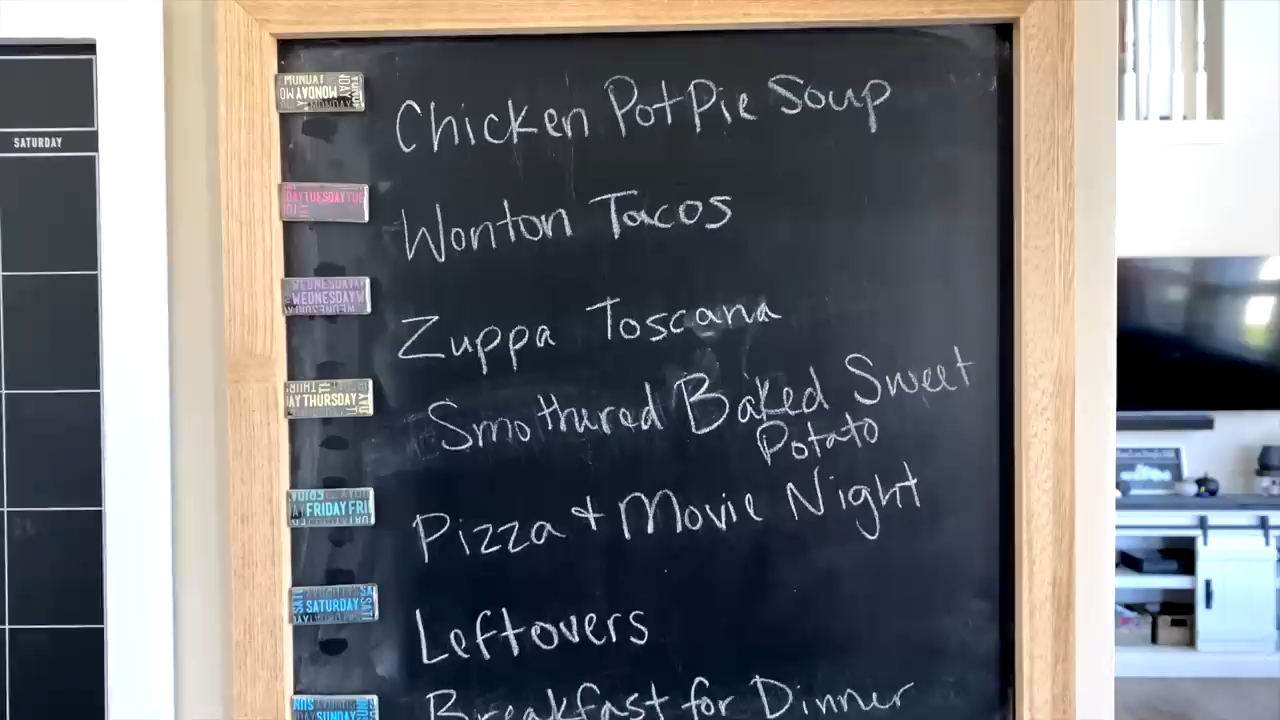 SATURDAY
MONDAY
Chicken Pot Pie Soup
TUESDAY
Wonton Tacos
WEDNESDAY
Zuppa Toscana
THURSDAY
Smothured Baked Sweet
Potato
FRIDAY
Pizza + Movie Night
SATURDAY
Leftovers
SUNDAY
Breakfast for Dinner